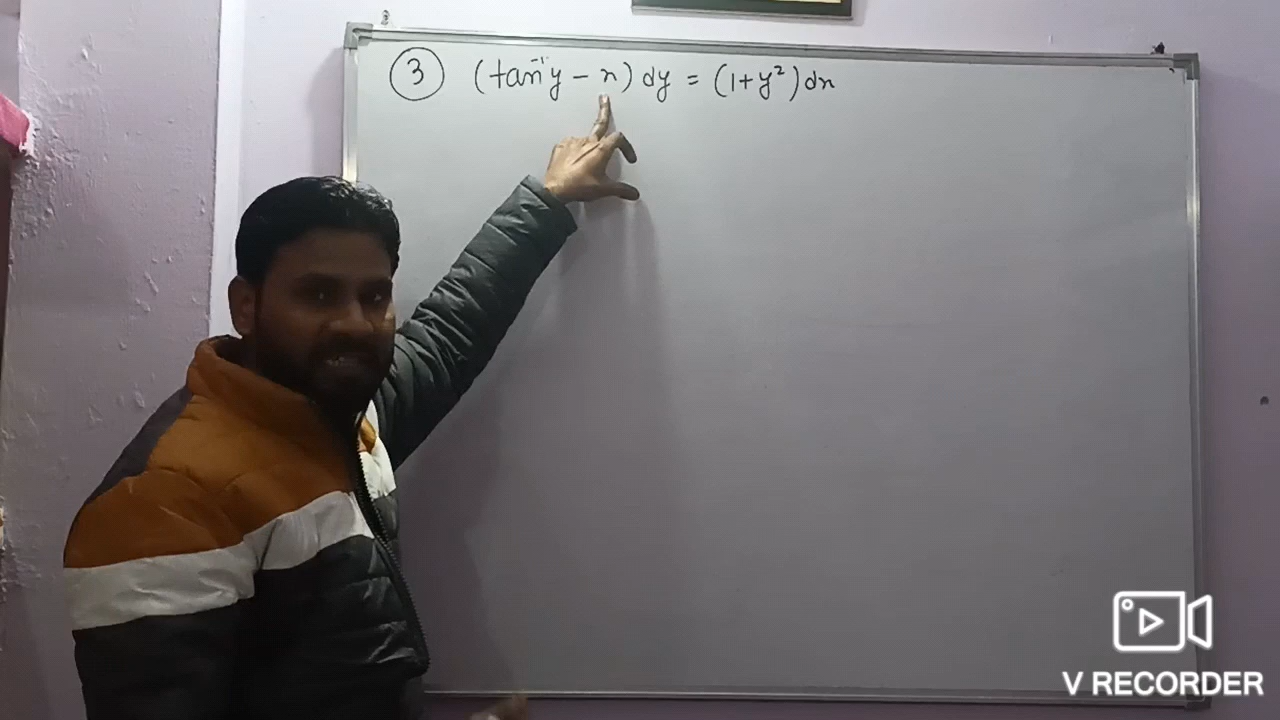 ③ (tan⁻¹y - x) dy = (1+y²) dx
V RECORDER